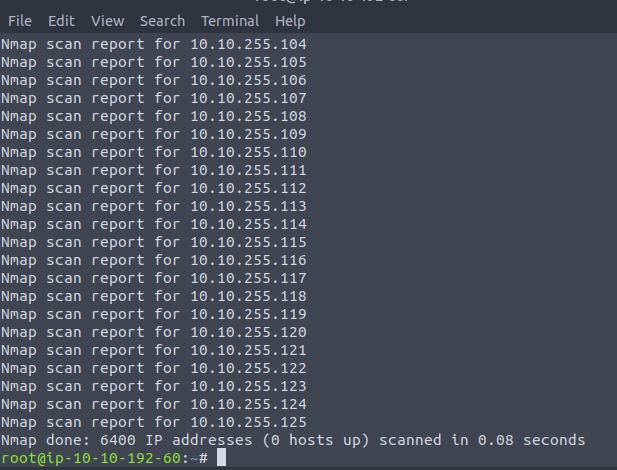 File Edit View Search Terminal Help
Nmap scan report for 10.10.255.104
Nmap scan report for 10.10.255.105
Nmap scan report for 10.10.255.106
Nmap scan report for 10.10.255.107
Nmap scan report for 10.10.255.108
Nmap scan report for 10.10.255.109
Nmap scan report for 10.10.255.110
Nmap scan report for 10.10.255.111
Nmap scan report for 10.10.255.112
Nmap scan report for 10.10.255.113
Nmap scan report for 10.10.255.114
Nmap scan report for 10.10.255.115
Nmap scan report for 10.10.255.116
Nmap scan report for 10.10.255.117
Nmap scan report for 10.10.255.118
Nmap scan report for 10.10.255.119
Nmap scan report for 10.10.255.120
Nmap scan report for 10.10.255.121
Nmap scan report for 10.10.255.122
Nmap scan report for 10.10.255.123
Nmap scan report for 10.10.255.124
Nmap scan report for 10.10.255.125
Nmap done: 6400 IP addresses (0 hosts up) scanned in 0.08 seconds
root@ip-10-10-192-60:~#